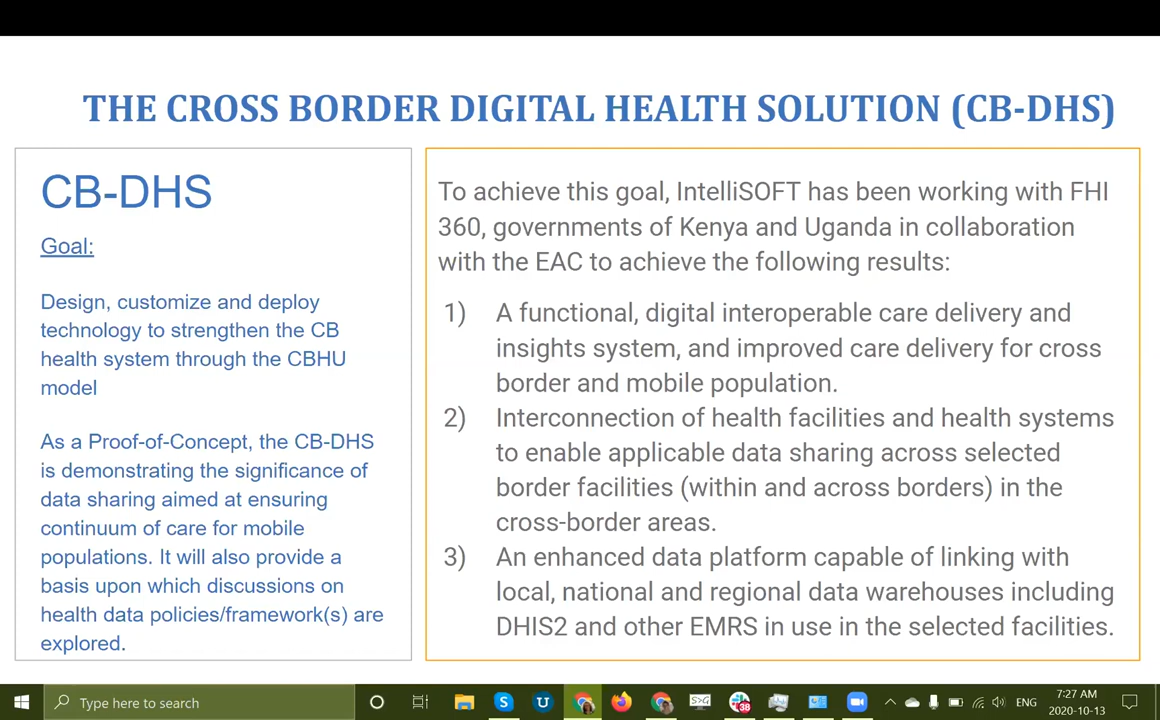 THE CROSS BORDER DIGITAL HEALTH SOLUTION (CB-DHS)
CB-DHS
Goal:
Design, customize and deploy
technology to strengthen the CB
health system through the CBHU
model
As a Proof-of-Concept, the CB-DHS
is demonstrating the significance of
data sharing aimed at ensuring
continuum of care for mobile
populations. It will also provide a
basis upon which discussions on
health data policies/framework(s) are
explored.
To achieve this goal, IntelliSOFT has been working with FHI
360, governments of Kenya and Uganda in collaboration
with the EAC to achieve the following results:
1) A functional, digital interoperable care delivery and
insights system, and improved care delivery for cross
border and mobile population.
2) Interconnection of health facilities and health systems
to enable applicable data sharing across selected
border facilities (within and across borders) in the
cross-border areas.
3) An enhanced data platform capable of linking with
local, national and regional data warehouses including
DHIS2 and other EMRS in use in the selected facilities.
Type here to search
S>G
38
ENG
7:27 AM
2020-10-13